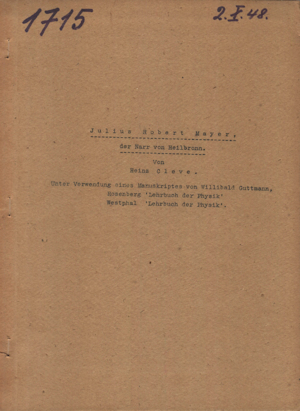 1715
2. X. 48.
Julius Robert Mayer.
der Narr von Heilbronn.
Von
Heinz Cleve.
Unter Verwendung eines Manuskriptes von Willibald Guttmann,
Rosenberg 'Lehrbuch der Physik'
Westphal 'Lehrbuch der Physik'.